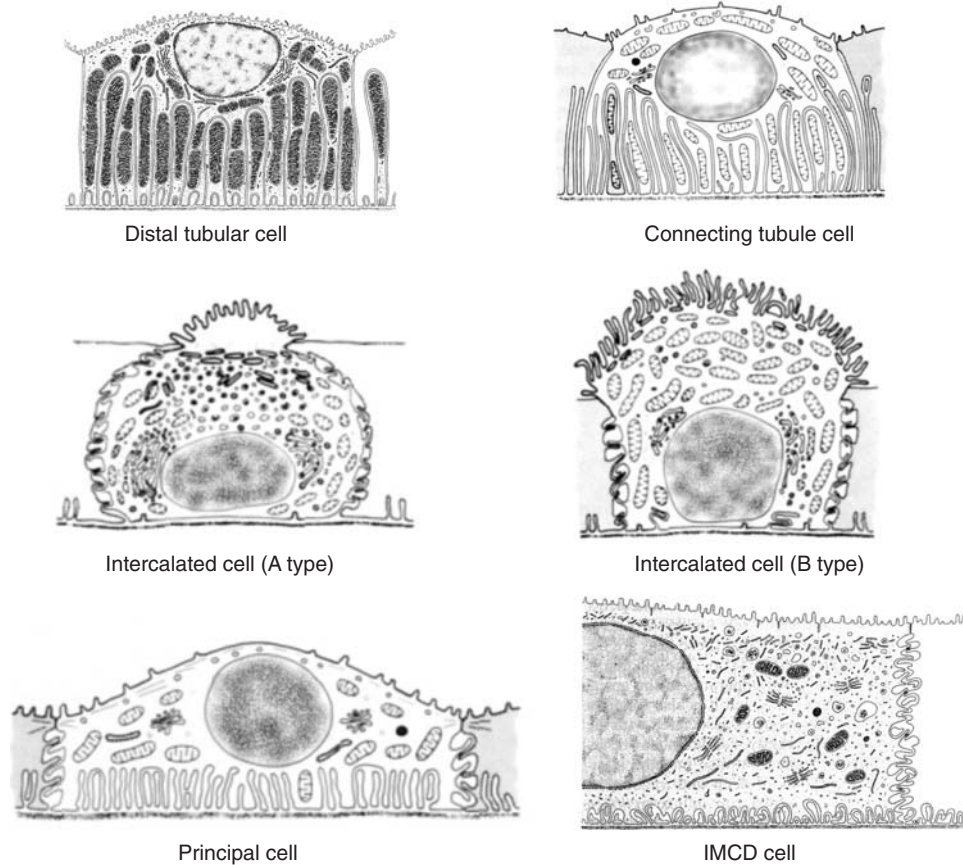 Distal tubular cell
Connecting tubule cell
Intercalated cell (A type)
Intercalated cell (B type)
Principal cell
IMCD cell